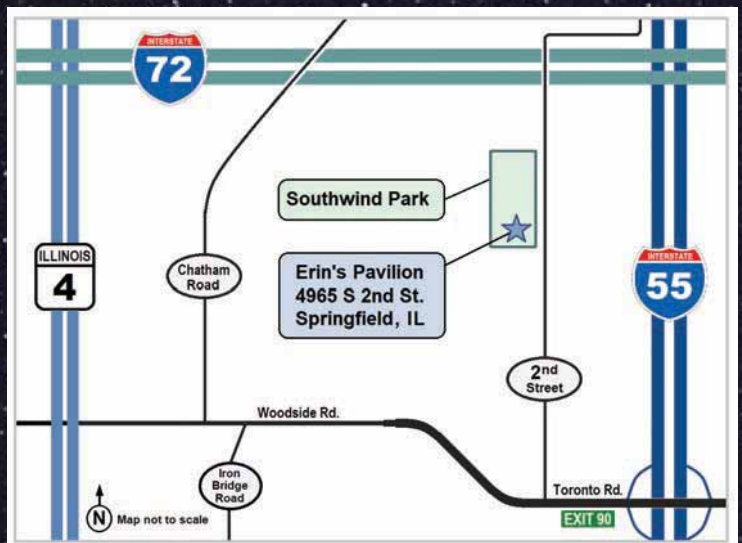 INTERSTATE
72
Southwind Park
ILLINOIS
4
Chatham
Road
Erin's Pavilion
4965 S 2nd St.
Springfield, IL
INTERSTATE
55
2nd
Street
Woodside Rd.
Iron
Bridge
Road
Toronto Rd.
EXIT 90
N
Map not to scale